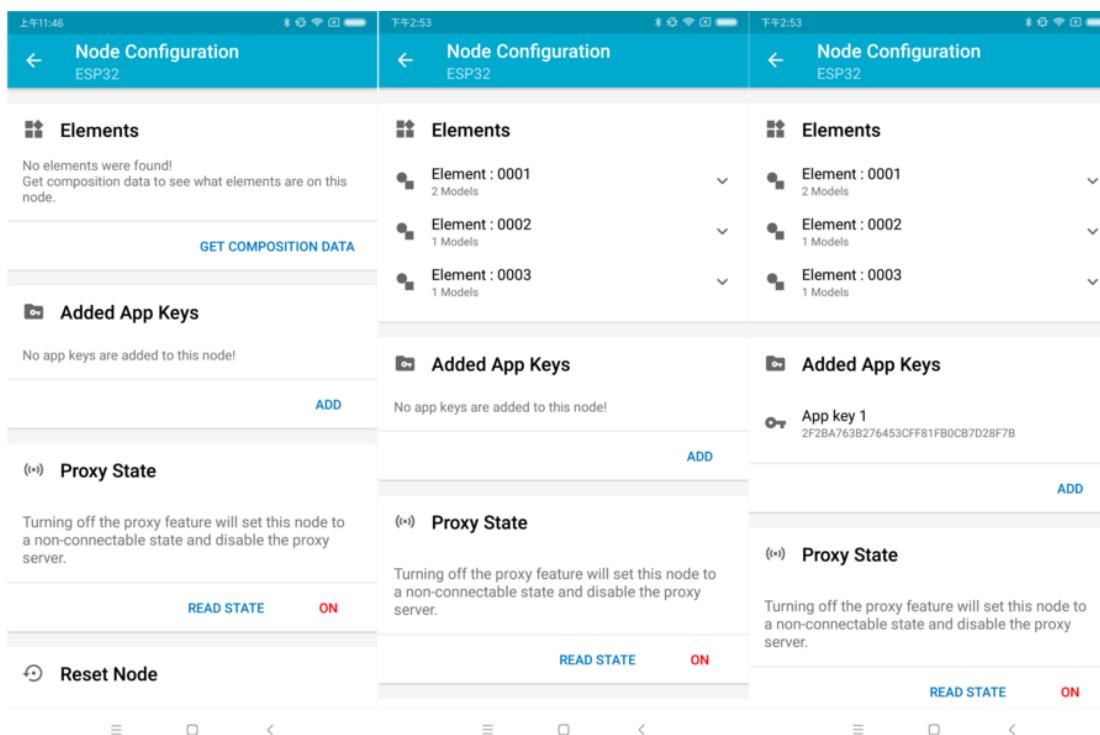 上午11:46
Node Configuration
ESP32
Elements
No elements were found!
Get composition data to see what elements are on this
node.
GET COMPOSITION DATA
Added App Keys
No app keys are added to this node!
ADD
Proxy State
Turning off the proxy feature will set this node to
a non-connectable state and disable the proxy
server.
READ STATE ON
Reset Node
下午2:53
Node Configuration
ESP32
Elements
Element : 0001
2 Models
Element : 0002
1 Models
Element : 0003
1 Models
Added App Keys
No app keys are added to this node!
ADD
Proxy State
Turning off the proxy feature will set this node to
a non-connectable state and disable the proxy
server.
READ STATE ON
下午2:53
Node Configuration
ESP32
Elements
Element : 0001
2 Models
Element : 0002
1 Models
Element : 0003
1 Models
Added App Keys
App key 1
2F2BA763B276453CFF81FB0CB7D28F7B
ADD
Proxy State
Turning off the proxy feature will set this node to
a non-connectable state and disable the proxy
server.
READ STATE ON